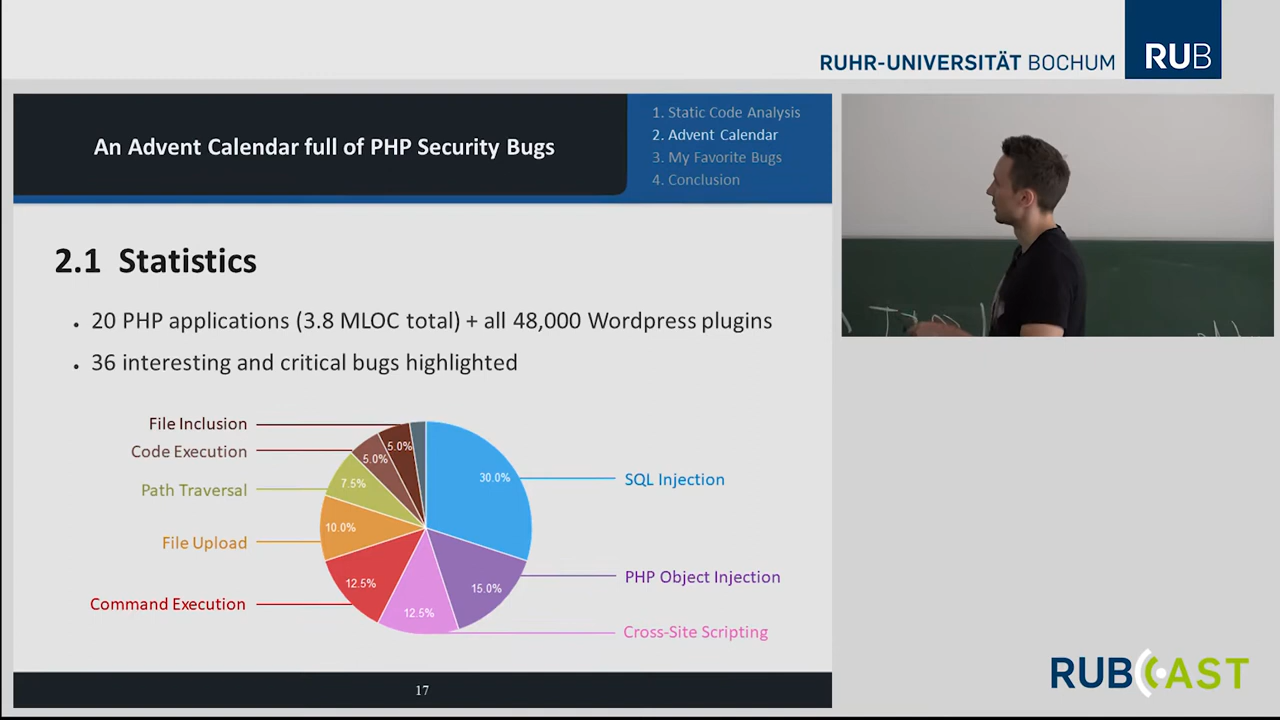 RUHR-UNIVERSITÄT BOCHUM
RUB
An Advent Calendar full of PHP Security Bugs
1. Static Code Analysis
2. Advent Calendar
3. My Favorite Bugs
4. Conclusion
2.1 Statistics
• 20 PHP applications (3.8 MLOC total) + all 48,000 Wordpress plugins
• 36 interesting and critical bugs highlighted
File Inclusion
Code Execution
Path Traversal
File Upload
Command Execution
5.0%
5.0%
7.5%
10.0%
12.5%
12.5%
15.0%
30.0%
SQL Injection
PHP Object Injection
Cross-Site Scripting
17
RUBCAST